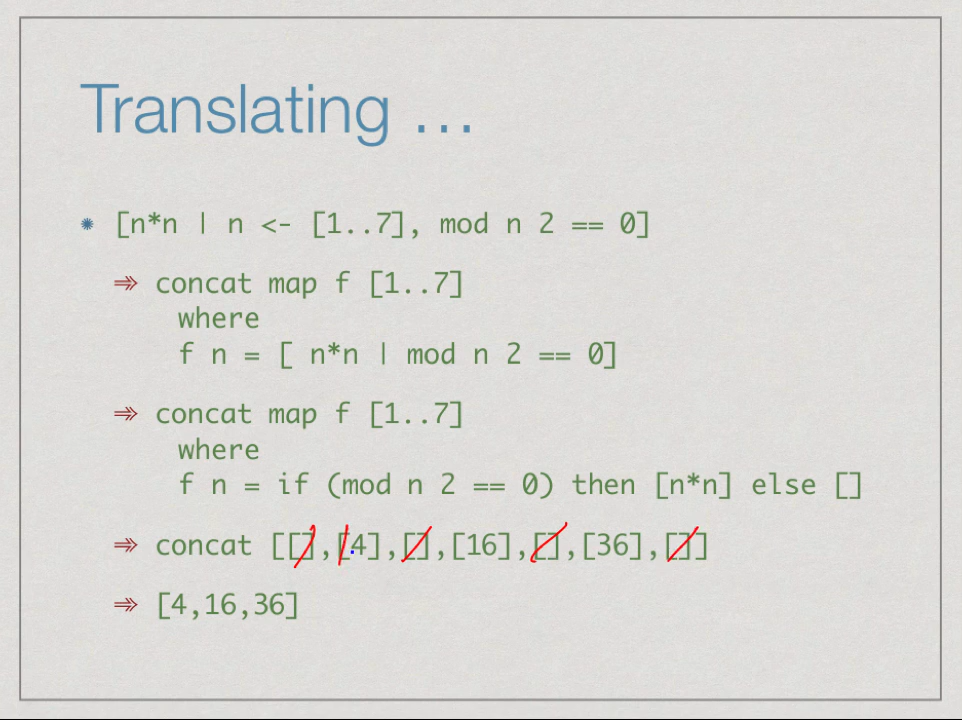 Translating ...
[n*n | n <- [1..7], mod n 2 == 0]
concat map f [1..7]
where
f n = [ n*n | mod n 2 == 0]
concat map f [1..7]
where
f n = if (mod n 2 == 0) then [n*n] else []
concat [[],[4],[],[16],[],[36],[]]
[4,16,36]